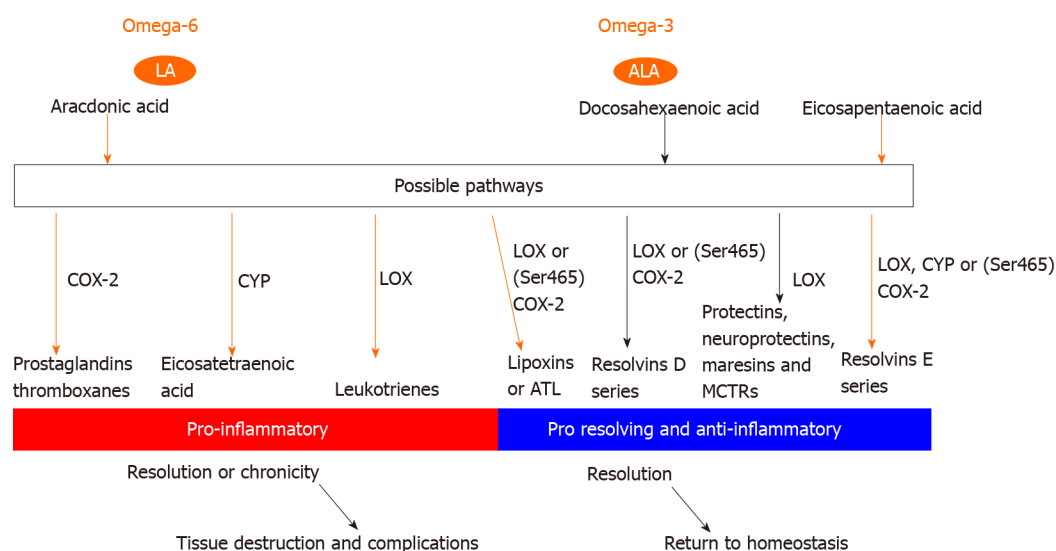 Omega-6
Omega-3
LA
ALA
Aracdonic acid
Docosahexaenoic acid
Eicosapentaenoic acid
Possible pathways
COX-2
CYP
LOX
LOX or
(Ser465)
COX-2
LOX or (Ser465)
COX-2
LOX
LOX, CYP or (Ser465)
COX-2
Prostaglandins
thromboxanes
Eicosatetraenoic
acid
Leukotrienes
Lipoxins
or ATL
Resolvins D
series
Protectins,
neuroprotectins,
maresins and
MCTRs
Resolvins E
series
Pro-inflammatory
Pro resolving and anti-inflammatory
Resolution or chronicity
Resolution
Tissue destruction and complications
Return to homeostasis